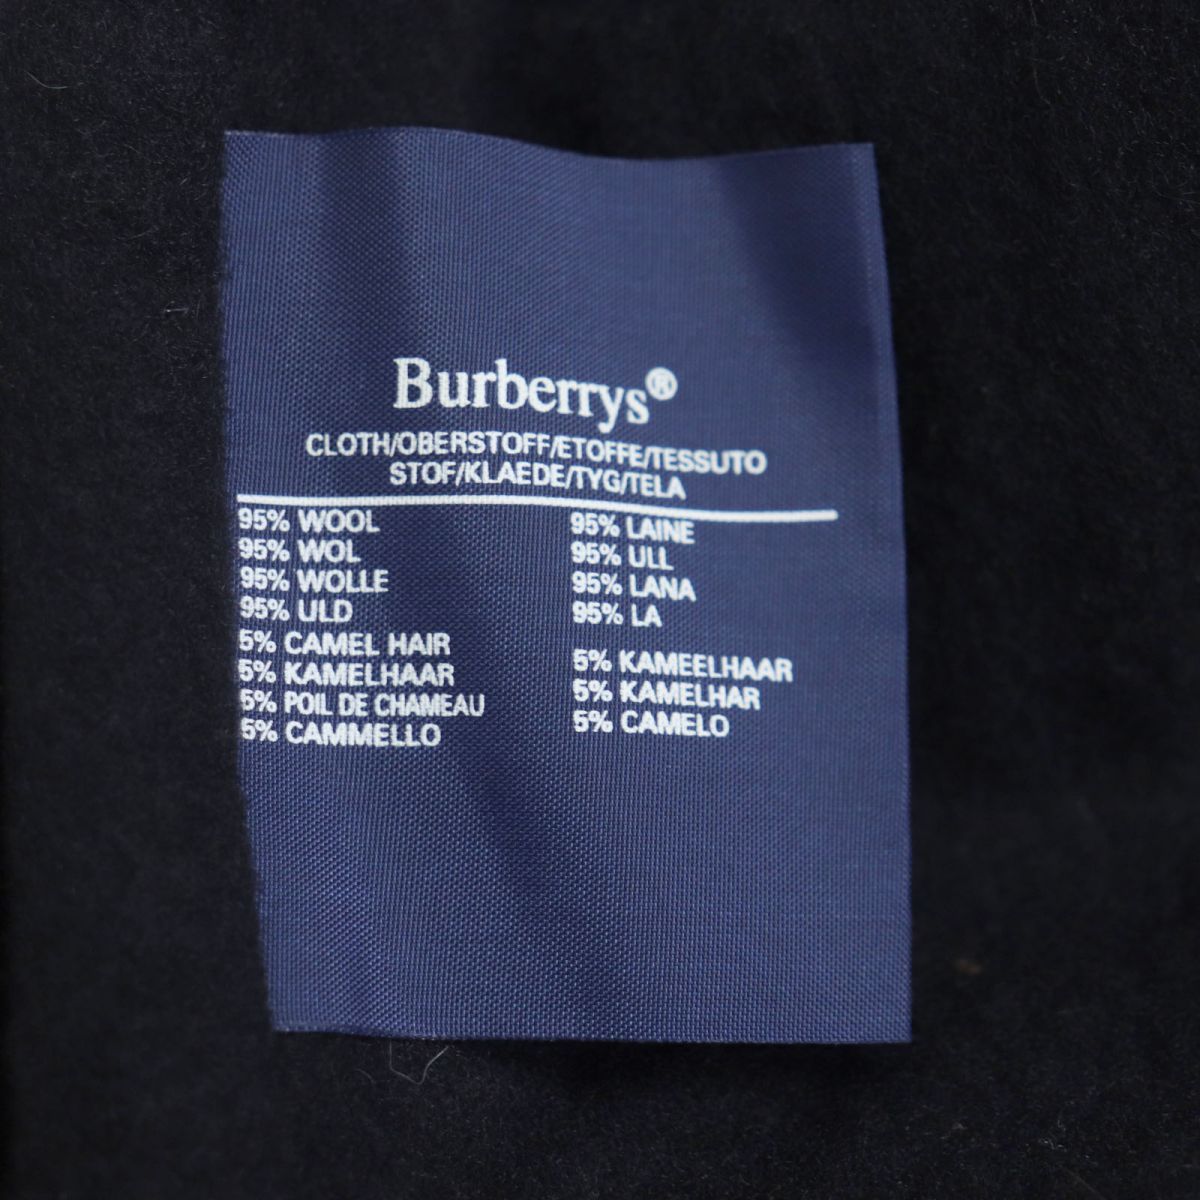 Burberrys®
CLOTH/OBERSTOFF/ETOFFE/TESSUTO
STOF/KLAEDE/TYG/TELA
95% WOOL
95% WOL
95% WOLLE
95% ULD
5% CAMEL HAIR
5% KAMELHAAR
5% POIL DE CHAMEAU
5% CAMMELLO
95% LAINE
95% ULL
95% LANA
95% LA
5% KAMEELHAAR
5% KAMELHAR
5% CAMELO